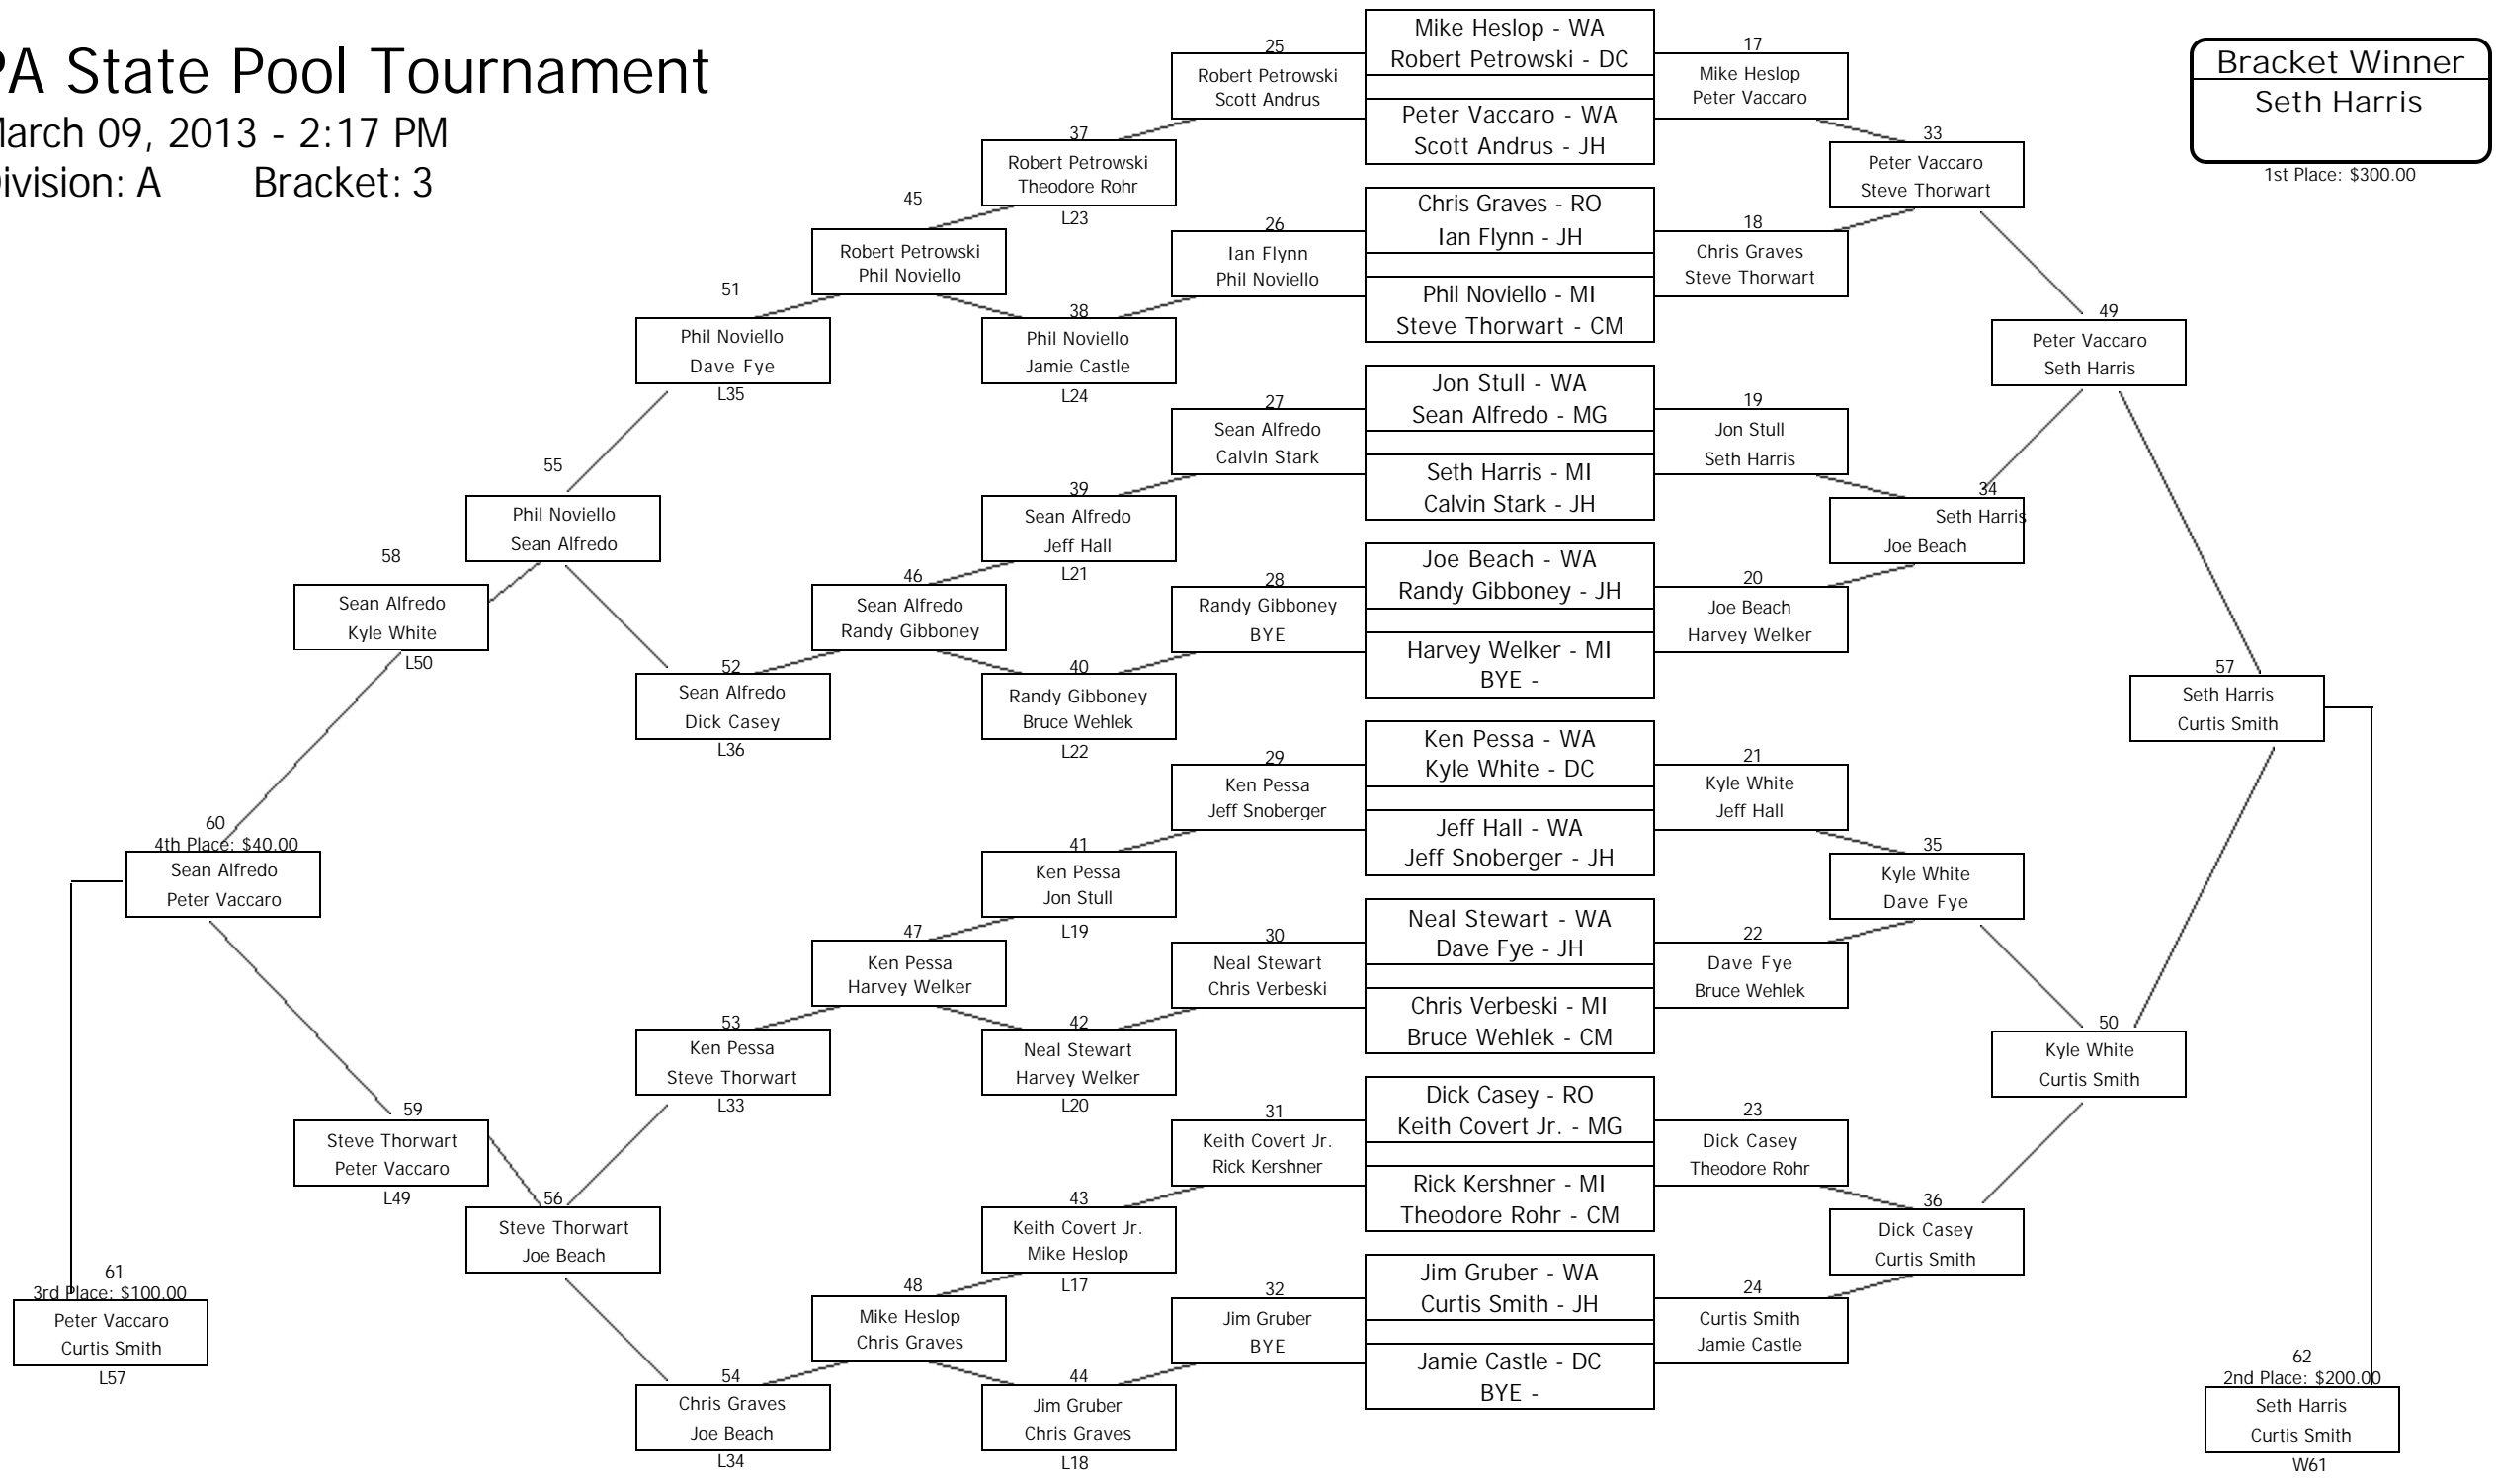 PA State Pool Tournament
March 09, 2013 - 2:17 PM
Division: A Bracket: 3
Bracket Winner
Seth Harris
1st Place: $300.00
Mike Heslop - WA
Robert Petrowski - DC
Peter Vaccaro - WA
Scott Andrus - JH
Chris Graves - RO
Ian Flynn - JH
Phil Noviello - MI
Steve Thorwart - CM
Jon Stull - WA
Sean Alfredo - MG
Seth Harris - MI
Calvin Stark - JH
Joe Beach - WA
Randy Gibboney - JH
Harvey Welker - MI
BYE -
Ken Pessa - WA
Kyle White - DC
Jeff Hall - WA
Jeff Snoberger - JH
Neal Stewart - WA
Dave Fye - JH
Chris Verbeski - MI
Bruce Wehlek - CM
Dick Casey - RO
Keith Covert Jr. - MG
Rick Kershner - MI
Theodore Rohr - CM
Jim Gruber - WA
Curtis Smith - JH
Jamie Castle - DC
BYE -
17
Mike Heslop
Peter Vaccaro
18
Chris Graves
Steve Thorwart
19
Jon Stull
Seth Harris
20
Joe Beach
Harvey Welker
21
Kyle White
Jeff Hall
22
Dave Fye
Bruce Wehlek
23
Dick Casey
Theodore Rohr
24
Curtis Smith
Jamie Castle
25
Robert Petrowski
Scott Andrus
26
Ian Flynn
Phil Noviello
27
Sean Alfredo
Calvin Stark
28
Randy Gibboney
BYE
29
Ken Pessa
Jeff Snoberger
30
Neal Stewart
Chris Verbeski
31
Keith Covert Jr.
Rick Kershner
32
Jim Gruber
BYE
33
Peter Vaccaro
Steve Thorwart
34
Seth Harris
Joe Beach
35
Kyle White
Dave Fye
36
Dick Casey
Curtis Smith
37
Robert Petrowski
Theodore Rohr
L23
38
Phil Noviello
Jamie Castle
L24
39
Sean Alfredo
Jeff Hall
L21
40
Randy Gibboney
Bruce Wehlek
L22
41
Ken Pessa
Jon Stull
L19
42
Neal Stewart
Harvey Welker
L20
43
Keith Covert Jr.
Mike Heslop
L17
44
Jim Gruber
Chris Graves
L18
45
Robert Petrowski
Phil Noviello
46
Sean Alfredo
Randy Gibboney
47
Ken Pessa
Harvey Welker
48
Mike Heslop
Chris Graves
49
Peter Vaccaro
Seth Harris
50
Kyle White
Curtis Smith
51
Phil Noviello
Dave Fye
L35
52
Sean Alfredo
Dick Casey
L36
53
Ken Pessa
Steve Thorwart
L33
54
Chris Graves
Joe Beach
L34
55
Phil Noviello
Sean Alfredo
56
Steve Thorwart
Joe Beach
57
Seth Harris
Curtis Smith
58
Sean Alfredo
Kyle White
L50
59
Steve Thorwart
Peter Vaccaro
L49
60
4th Place: $40.00
Sean Alfredo
Peter Vaccaro
61
3rd Place: $100.00
Peter Vaccaro
Curtis Smith
L57
62
2nd Place: $200.00
Seth Harris
Curtis Smith
W61